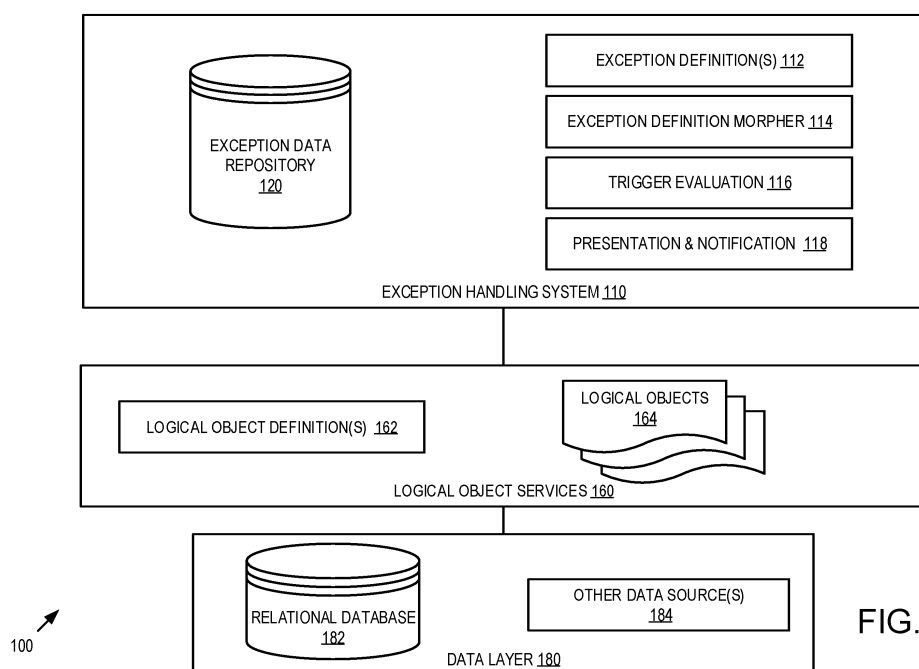 EXCEPTION DATA
REPOSITORY
120
EXCEPTION DEFINITION(S) 112
EXCEPTION DEFINITION MORPHER 114
TRIGGER EVALUATION 116
PRESENTATION & NOTIFICATION 118
EXCEPTION HANDLING SYSTEM 110
LOGICAL OBJECT DEFINITION(S) 162
LOGICAL OBJECTS
164
LOGICAL OBJECT SERVICES 160
RELATIONAL DATABASE
182
OTHER DATA SOURCE(S)
184
DATA LAYER 180
100
FIG.